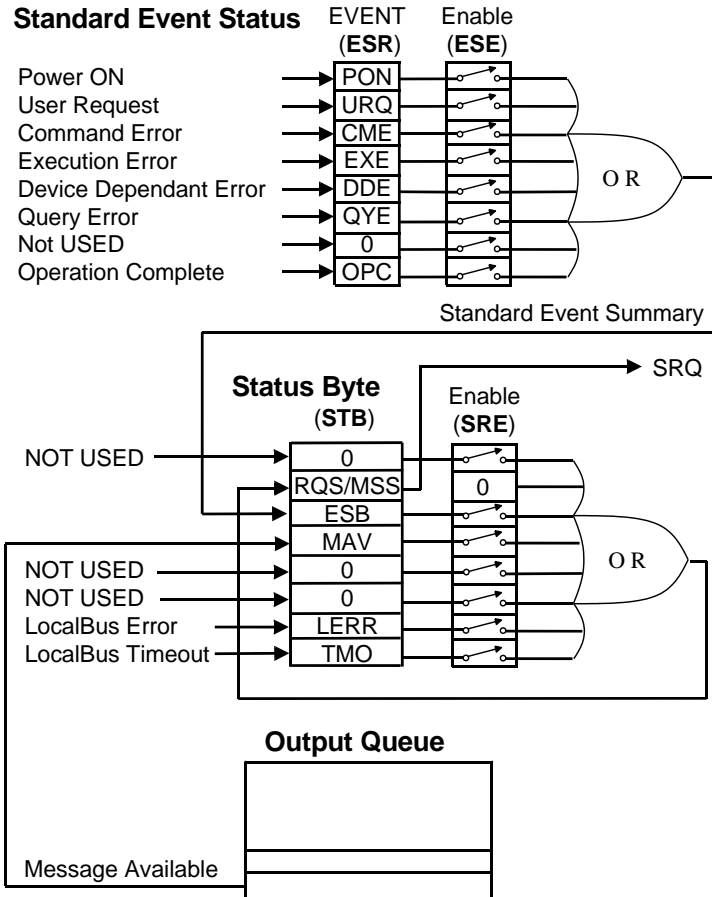 Standard Event Status EVENT Enable
(ESR) (ESE)
Power ON PON
User Request URQ
Command Error CME
Execution Error EXE
Device Dependant Error DDE
Query Error QYE
Not USED 0
Operation Complete OPC
OR
Standard Event Summary
SRQ
Status Byte Enable
(STB) (SRE)
NOT USED 0
RQS/MSS 0
ESB
MAV
NOT USED 0
NOT USED 0
LocalBus Error LERR
LocalBus Timeout TMO
OR
Output Queue
Message Available